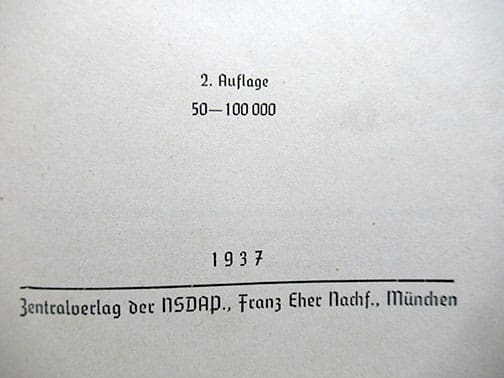 2. Auflage
50—100 000
1937
Zentralverlag der NSDAP., Franz Eher Nachf., München